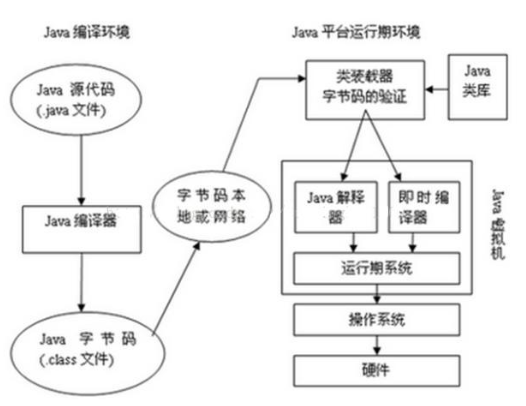 Java 编译环境
Java 平台运行期环境
Java 源代码
(.java 文件)
Java 编译器
Java 字节码
(.class 文件)
字节码本
地或网络
类装载器
字节码的验证
Java
类库
Java 解释
器
即时编
译器
运行期系统
Java 虚拟机
操作系统
硬件